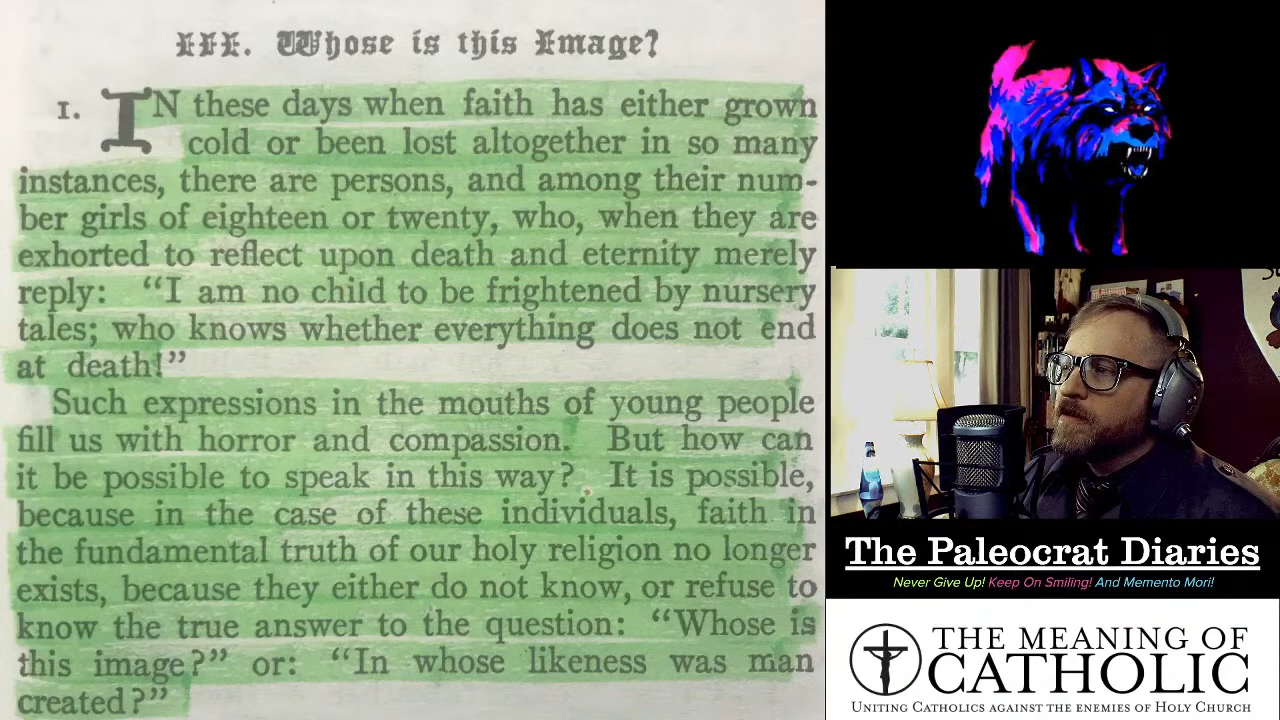 III. Whose is this Image?
1. IN these days when faith has either grown
cold or been lost altogether in so many
instances, there are persons, and among their num-
ber girls of eighteen or twenty, who, when they are
exhorted to reflect upon death and eternity merely
reply: “I am no child to be frightened by nursery
tales; who knows whether everything does not end
at death!”
Such expressions in the mouths of young people
fill us with horror and compassion. But how can
it be possible to speak in this way? It is possible,
because in the case of these individuals, faith in
the fundamental truth of our holy religion no longer
exists, because they either do not know, or refuse to
know the true answer to the question: “Whose is
this image?” or: “In whose likeness was man
created?”
The Paleocrat Diaries
Never Give Up! Keep On Smiling! And Memento Mori!
THE MEANING OF
CATHOLIC
UNITING CATHOLICS AGAINST THE ENEMIES OF HOLY CHURCH